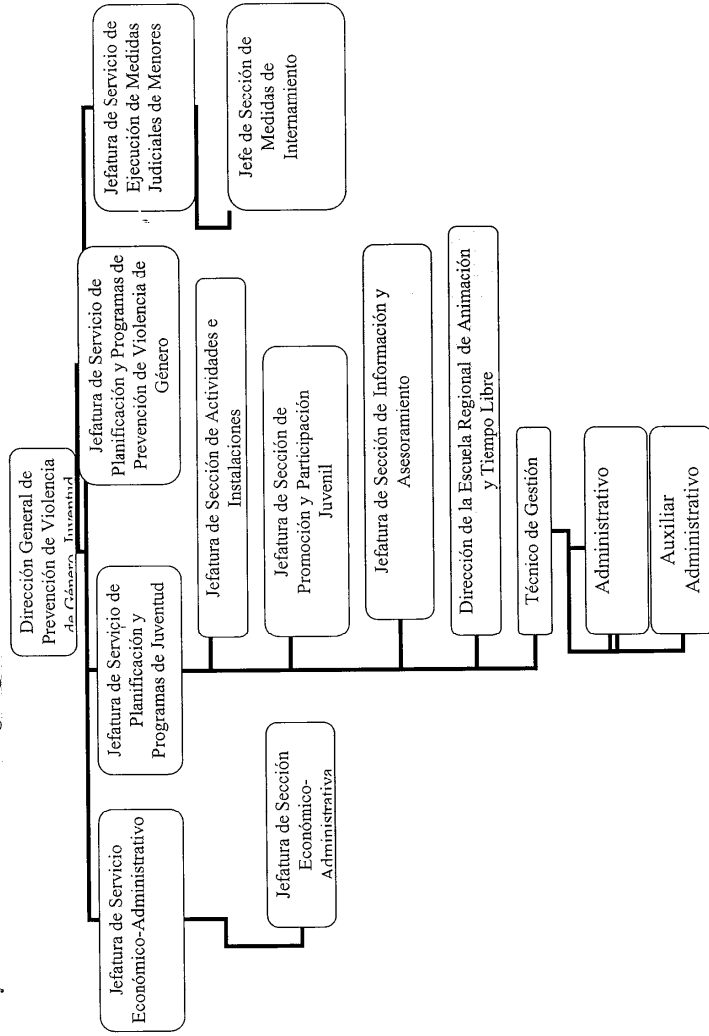 Dirección General de
Prevención de Violencia
de Género, Juventud
Jefatura de Servicio
Económico-Administrativo
Jefatura de Servicio de
Planificación y
Programas de Juventud
Jefatura de Servicio de
Planificación y Programas de
Prevención de Violencia de
Género
Jefatura de Servicio de
Ejecución de Medidas
Judiciales de Menores
Jefatura de Sección
Económico-
Administrativa
Jefatura de Sección de Actividades e
Instalaciones
Jefatura de Sección de
Promoción y Participación
Juvenil
Jefatura de Sección de Información y
Asesoramiento
Dirección de la Escuela Regional de Animación
y Tiempo Libre
Técnico de Gestión
Administrativo
Auxiliar
Administrativo
Jefe de Sección de
Medidas de
Internamiento